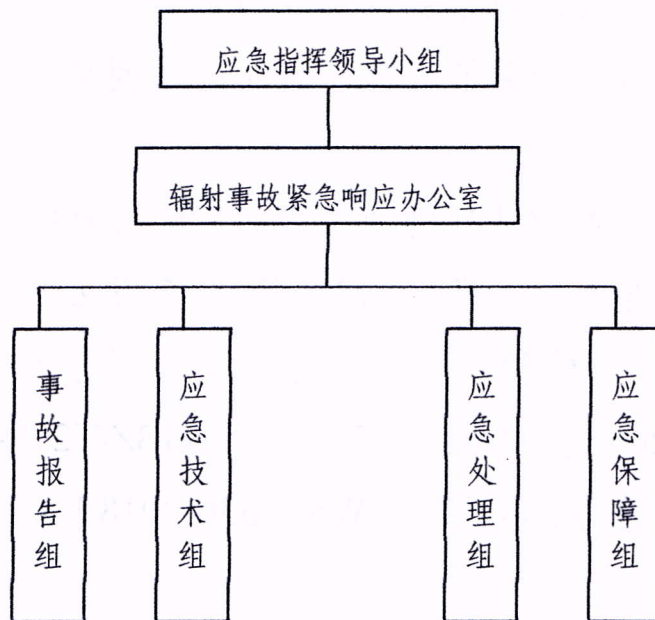 应急指挥领导小组
辐射事故紧急响应办公室
事故报告组
应急技术组
应急处理组
应急保障组